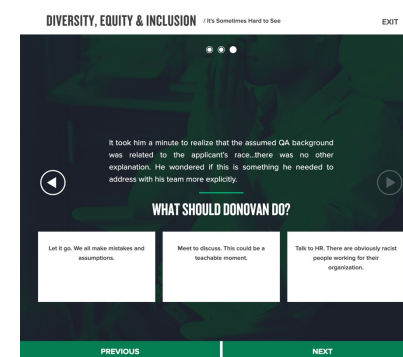 DIVERSITY, EQUITY & INCLUSION / It's Sometimes Hard to See EXIT
It took him a minute to realize that the assumed QA background
was related to the applicant's race...there was no other
explanation. He wondered if this is something he needed to
address with his team more explicitly.
WHAT SHOULD DONOVAN DO?
Let it go. We all make mistakes and
assumptions.
Meet to discuss. This could be a
teachable moment.
Talk to HR. There are obviously racist
people working for their
organization.
PREVIOUS NEXT